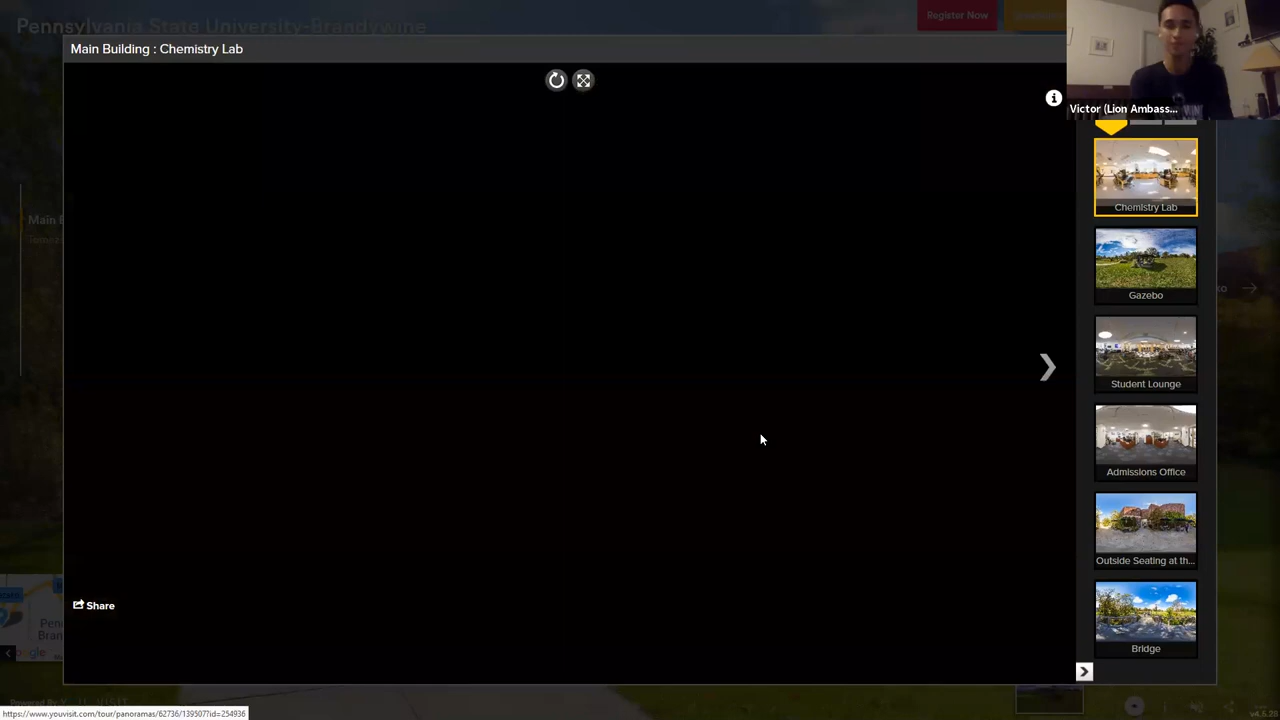 Pennsylvania State University-Brandywine
Register Now
Main Building : Chemistry Lab
Victor (Lion Ambass...
Chemistry Lab
Gazebo
Student Lounge
Admissions Office
Outside Seating at th...
Bridge
Share
https://www.youvisit.com/tour/panoramas/62736/139507?id=254936